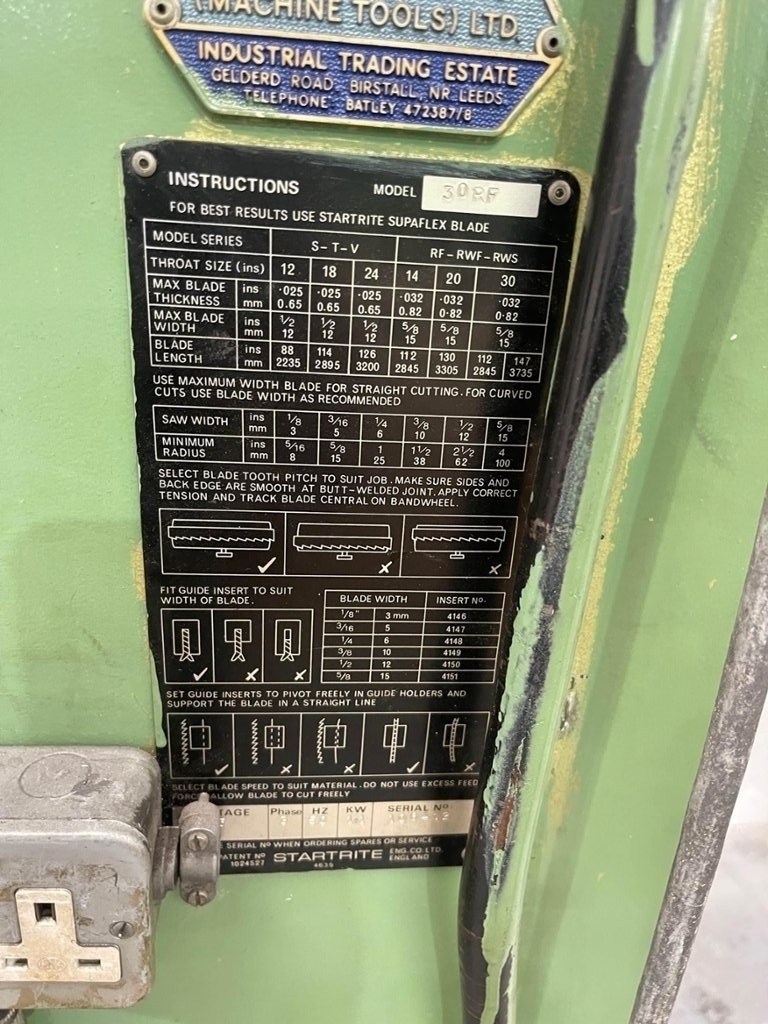 (MACHINE TOOLS) LTD.
INDUSTRIAL TRADING ESTATE
GELDERD ROAD, BIRSTALL, NR. LEEDS.
TELEPHONE: BATLEY 472387/8
INSTRUCTIONS MODEL 30RF
FOR BEST RESULTS USE STARTRITE SUPAFLEX BLADE
MODEL SERIES S-T-V RF-RWF-RWS
THROAT SIZE (ins) 12 18 24 14 20 30
MAX BLADE THICKNESS ins .025 .025 .025 .032 .032 .032
mm 0.65 0.65 0.65 0.82 0.82 0.82
MAX BLADE WIDTH ins 1/2 1/2 1/2 5/8 5/8 5/8
mm 12 12 12 15 15 15
BLADE LENGTH ins 88 114 126 112 130 112 147
mm 2235 2895 3200 2845 3305 2845 3735
USE MAXIMUM WIDTH BLADE FOR STRAIGHT CUTTING. FOR CURVED
CUTS USE BLADE WIDTH AS RECOMMENDED
SAW WIDTH ins 1/8 3/16 1/4 3/8 1/2 5/8
mm 3 5 6 10 12 15
MINIMUM RADIUS ins 5/16 5/8 1 1 1/2 2 1/2 4
mm 8 15 25 38 62 100
SELECT BLADE TOOTH PITCH TO SUIT JOB. MAKE SURE SIDES AND
BACK EDGE ARE SMOOTH AT BUTT-WELDED JOINT. APPLY CORRECT
TENSION AND TRACK BLADE CENTRAL ON BANDWHEEL.
FIT GUIDE INSERT TO SUIT
WIDTH OF BLADE.
BLADE WIDTH INSERT No.
1/8" 3 mm 4146
3/16 5 4147
1/4 6 4148
3/8 10 4149
1/2 12 4150
5/8 15 4151
SET GUIDE INSERTS TO PIVOT FREELY IN GUIDE HOLDERS AND
SUPPORT THE BLADE IN A STRAIGHT LINE
SELECT BLADE SPEED TO SUIT MATERIAL. DO NOT USE EXCESS FEED
FORCE ALLOW BLADE TO CUT FREELY
TAGE Phase HZ KW SERIAL No.
SERIAL No WHEN ORDERING SPARES OR SERVICE
PATENT No
1024527
STARTRITE ENG. CO. LTD.
ENGLAND
4635